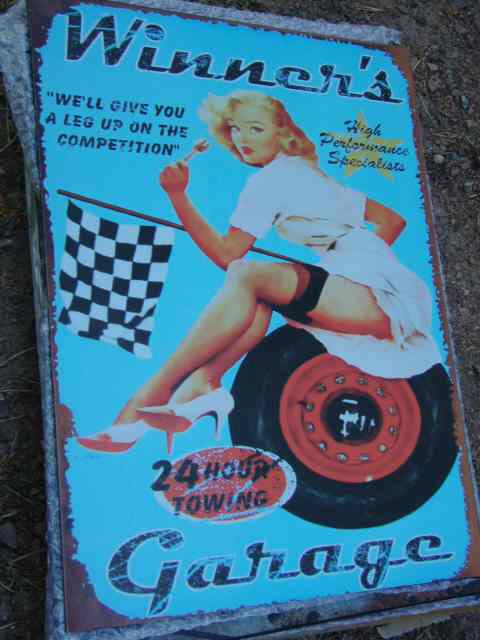 Winner's
"WE'LL GIVE YOU
A LEG UP ON THE
COMPETITION"
High
Performance
Specialists
24 HOUR
TOWING
Garage